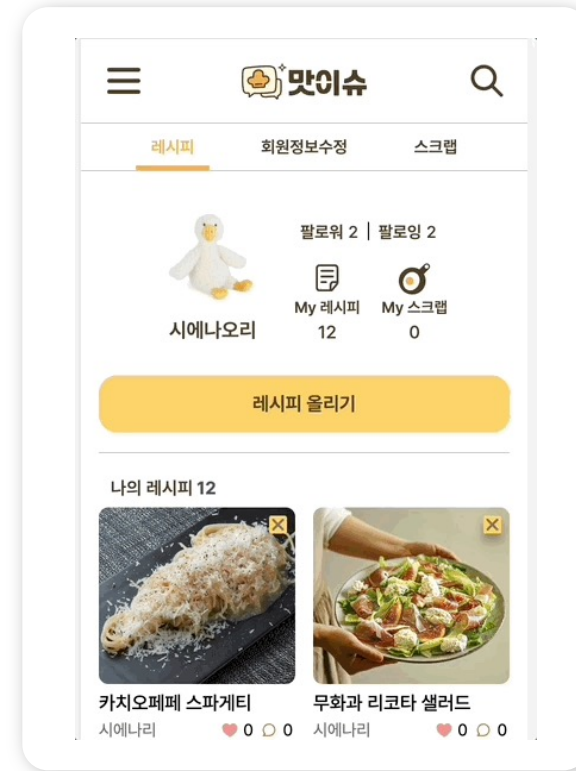 맛이슈
레시피 회원정보수정 스크랩
팔로워 2 | 팔로잉 2
My 레시피 My 스크랩
시에나오리 12 0
레시피 올리기
나의 레시피 12
카치오페페 스파게티 무화과 리코타 샐러드
시에나리 0 0 시에나리 0 0